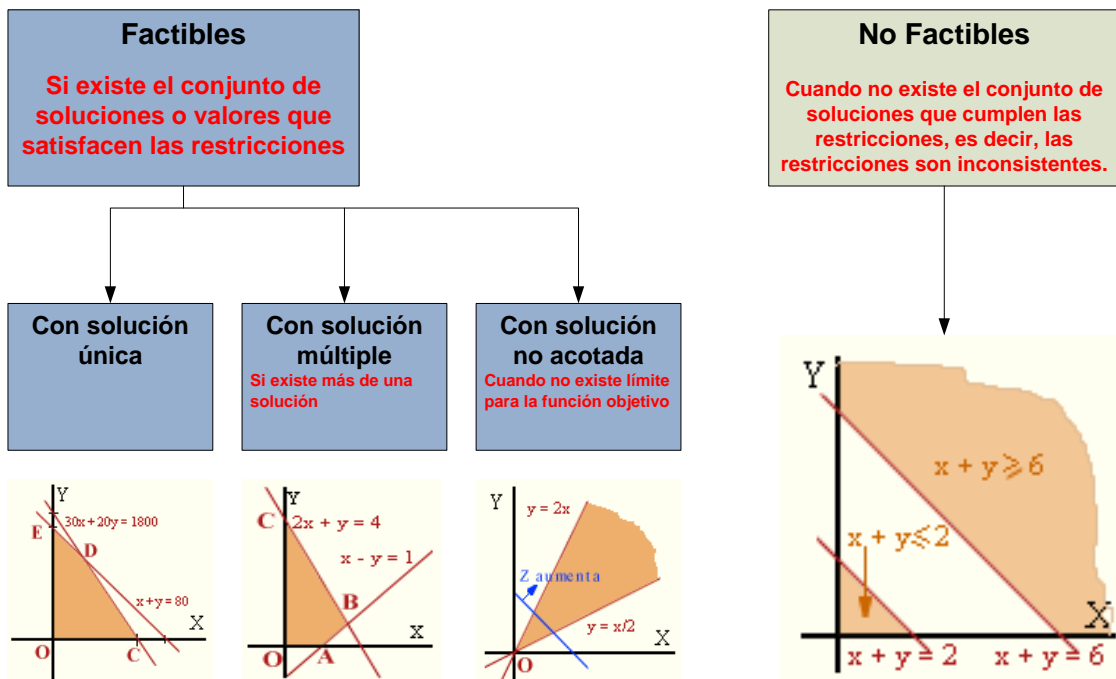 Factibles
Si existe el conjunto de
soluciones o valores que
satisfacen las restricciones
No Factibles
Cuando no existe el conjunto de
soluciones que cumplen las
restricciones, es decir, las
restricciones son inconsistentes.
Con solución
única
Con solución
múltiple
Si existe más de una
solución
Con solución
no acotada
Cuando no existe límite
para la función objetivo
Y
E
30x+20y=1800
D
x+y=80
X
O
C
Y
C
2x + y = 4
x - y = 1
B
X
O
A
Y
y = 2x
Z aumenta
y = x/2
X
O
Y
x + y ⩾ 6
x + y ⩽ 2
X
x + y = 2
x + y = 6